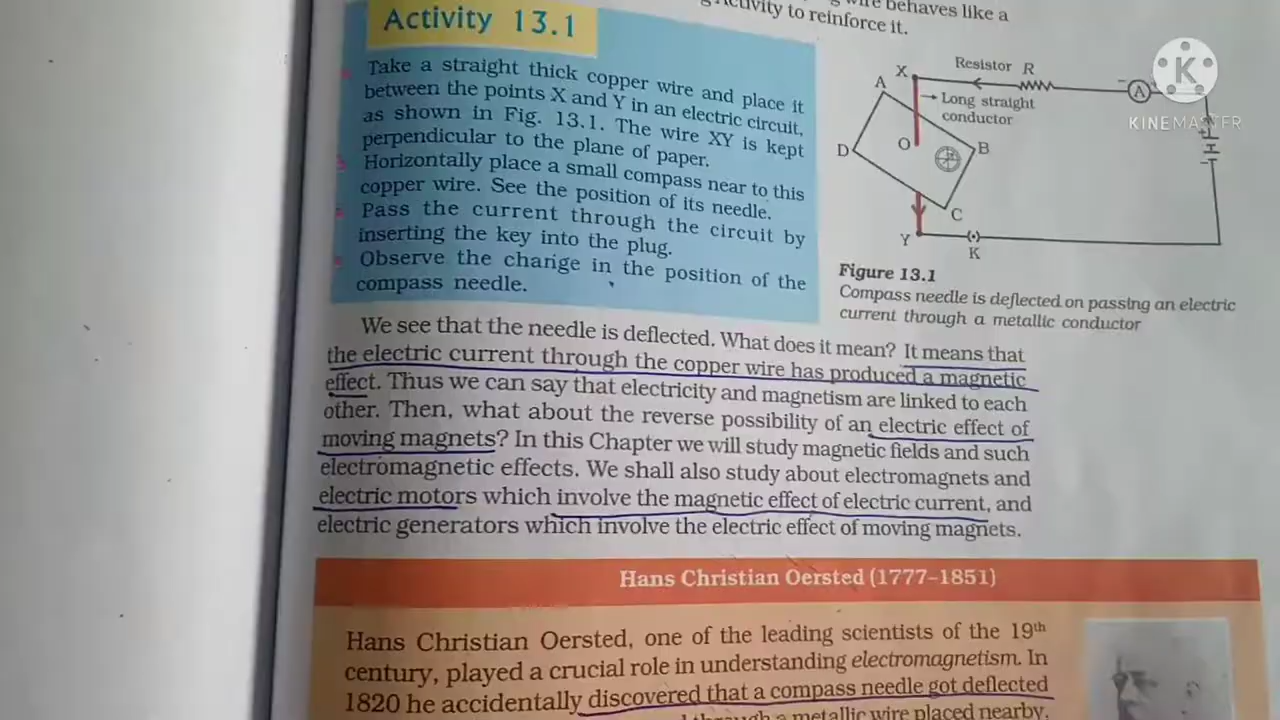 wire behaves like a
Activity to reinforce it.
Activity 13.1
Take a straight thick copper wire and place it
between the points X and Y in an electric circuit,
as shown in Fig. 13.1. The wire XY is kept
perpendicular to the plane of paper.
Horizontally place a small compass near to this
copper wire. See the position of its needle.
Pass the current through the circuit by
inserting the key into the plug.
Observe the change in the position of the
compass needle.
X
Resistor R
A
A
Long straight
conductor
O
B
D
C
Y
K
KINEMASTER
K
Figure 13.1
Compass needle is deflected on passing an electric
current through a metallic conductor
We see that the needle is deflected. What does it mean? It means that
the electric current through the copper wire has produced a magnetic
effect. Thus we can say that electricity and magnetism are linked to each
other. Then, what about the reverse possibility of an electric effect of
moving magnets? In this Chapter we will study magnetic fields and such
electromagnetic effects. We shall also study about electromagnets and
electric motors which involve the magnetic effect of electric current, and
electric generators which involve the electric effect of moving magnets.
Hans Christian Oersted (1777–1851)
Hans Christian Oersted, one of the leading scientists of the 19th
century, played a crucial role in understanding electromagnetism. In
1820 he accidentally discovered that a compass needle got deflected
through a metallic wire placed nearby.